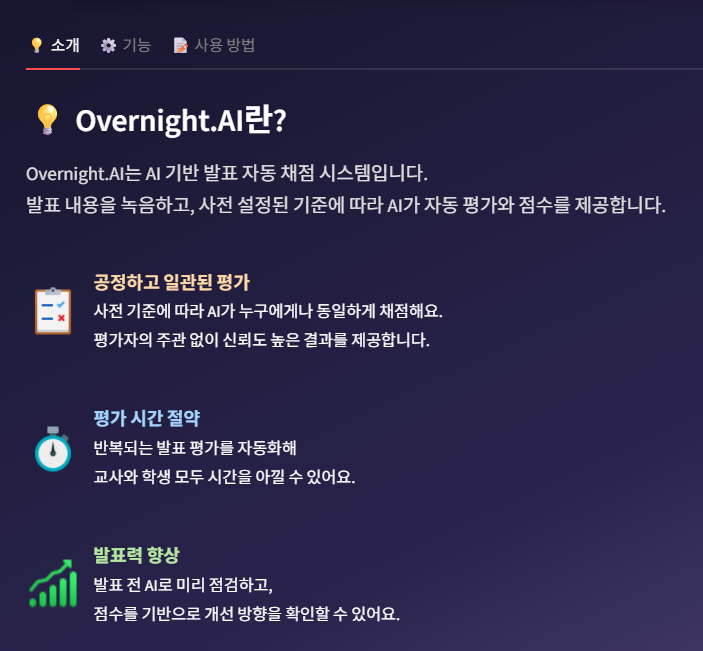 소개 기능 사용 방법
Overnight.AI란?
Overnight.AI는 AI 기반 발표 자동 채점 시스템입니다.
발표 내용을 녹음하고, 사전 설정된 기준에 따라 AI가 자동 평가와 점수를 제공합니다.
공정하고 일관된 평가
사전 기준에 따라 AI가 누구에게나 동일하게 채점해요.
평가자의 주관 없이 신뢰도 높은 결과를 제공합니다.
평가 시간 절약
반복되는 발표 평가를 자동화해
교사와 학생 모두 시간을 아낄 수 있어요.
발표력 향상
발표 전 AI로 미리 점검하고,
점수를 기반으로 개선 방향을 확인할 수 있어요.